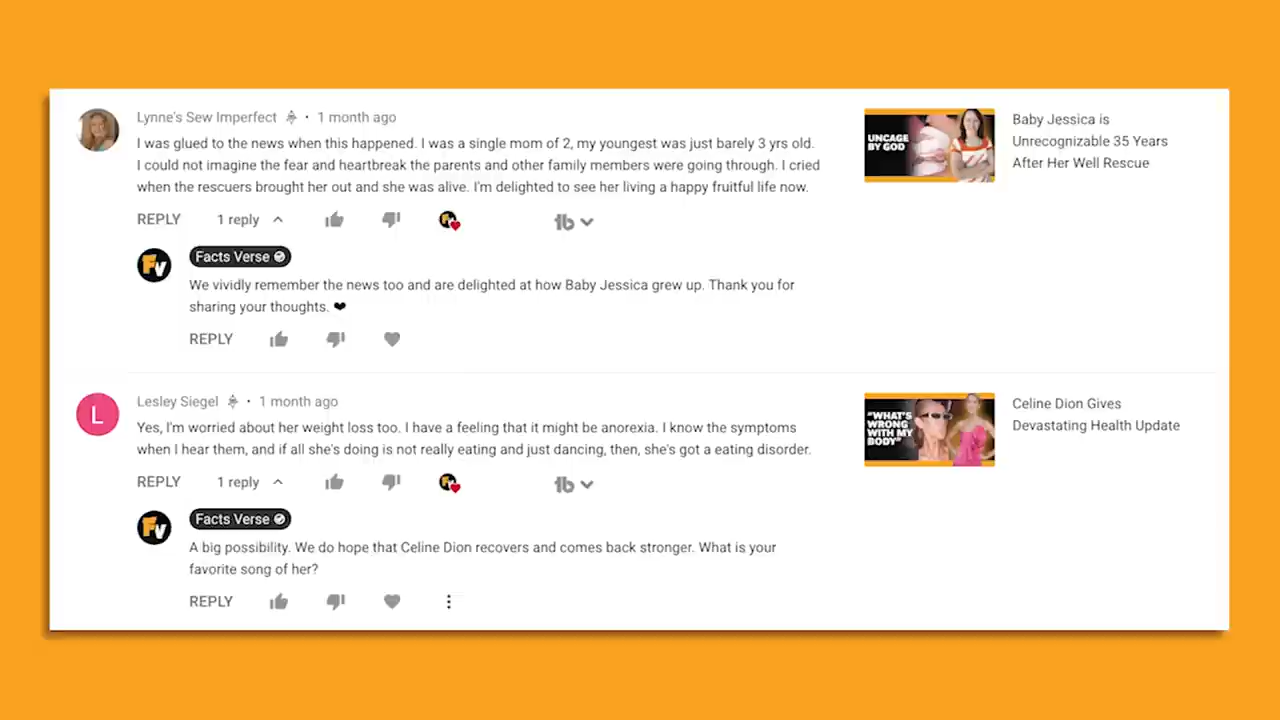 Lynne's Sew Imperfect · 1 month ago
I was glued to the news when this happened. I was a single mom of 2, my youngest was just barely 3 yrs old.
I could not imagine the fear and heartbreak the parents and other family members were going through. I cried
when the rescuers brought her out and she was alive. I'm delighted to see her living a happy fruitful life now.
REPLY 1 reply
UNCAGE
BY GOD
Baby Jessica is
Unrecognizable 35 Years
After Her Well Rescue
FV
Facts Verse
We vividly remember the news too and are delighted at how Baby Jessica grew up. Thank you for
sharing your thoughts. ❤
REPLY
L
Lesley Siegel · 1 month ago
Yes, I'm worried about her weight loss too. I have a feeling that it might be anorexia. I know the symptoms
when I hear them, and if all she's doing is not really eating and just dancing, then, she's got a eating disorder.
REPLY 1 reply
"WHAT'S
WRONG
WITH MY
BODY"
Celine Dion Gives
Devastating Health Update
FV
Facts Verse
A big possibility. We do hope that Celine Dion recovers and comes back stronger. What is your
favorite song of her?
REPLY